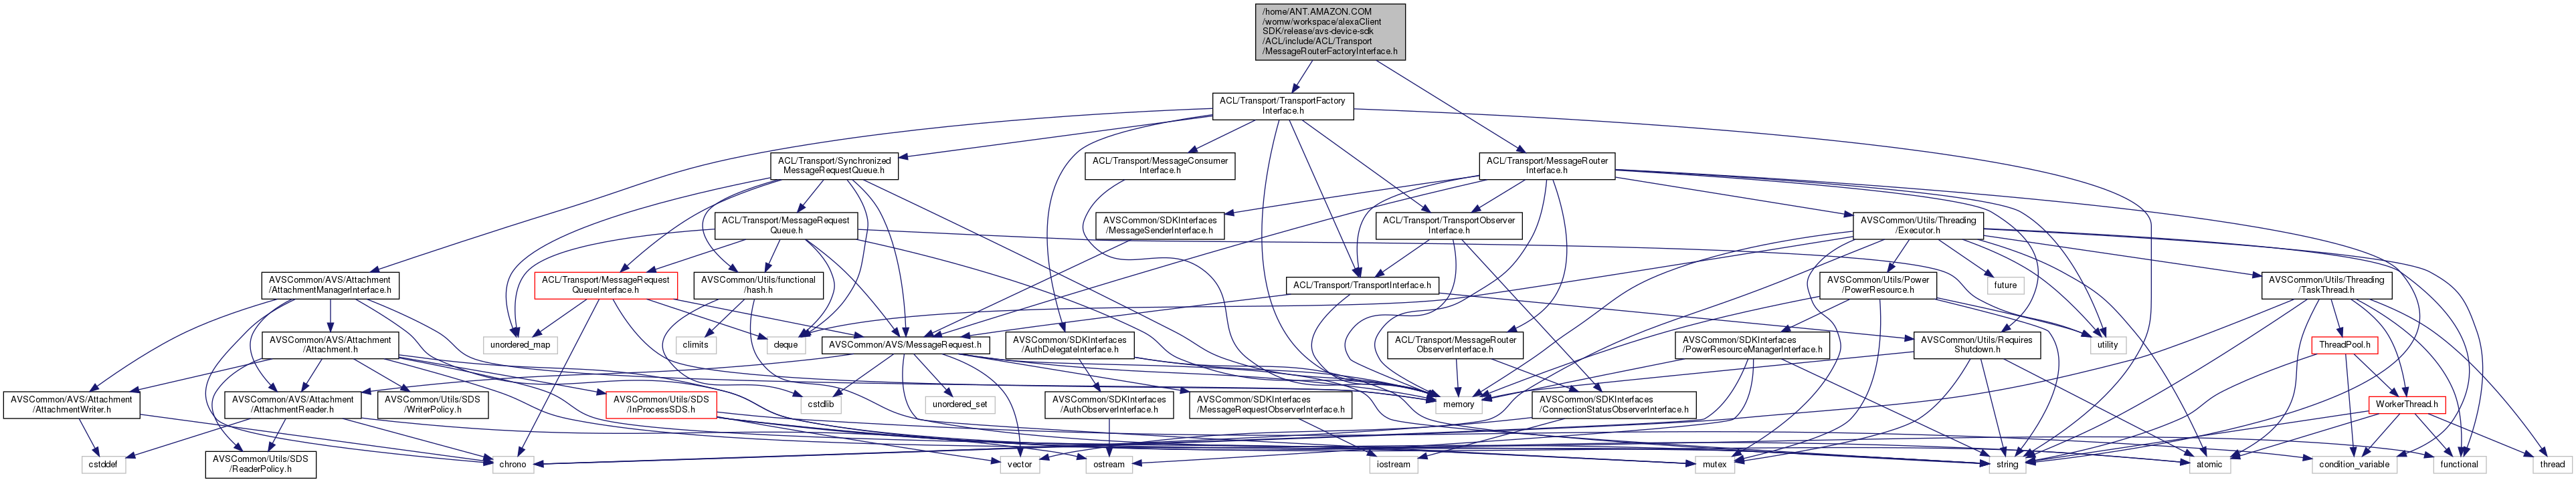 /home/ANT.AMAZON.COM
/womw/workspace/alexaClient
SDK/release/avs-device-sdk
/ACL/include/ACL/Transport
/MessageRouterFactoryInterface.h
ACL/Transport/TransportFactory
Interface.h
ACL/Transport/Synchronized
MessageRequestQueue.h
ACL/Transport/MessageConsumer
Interface.h
ACL/Transport/MessageRouter
Interface.h
ACL/Transport/MessageRequest
Queue.h
AVSCommon/SDKInterfaces
/MessageSenderInterface.h
ACL/Transport/TransportObserver
Interface.h
AVSCommon/Utils/Threading
/Executor.h
AVSCommon/AVS/Attachment
/AttachmentManagerInterface.h
ACL/Transport/MessageRequest
QueueInterface.h
AVSCommon/Utils/functional
/hash.h
ACL/Transport/TransportInterface.h
AVSCommon/Utils/Power
/PowerResource.h
future
AVSCommon/Utils/Threading
/TaskThread.h
AVSCommon/AVS/Attachment
/Attachment.h
unordered_map
climits
deque
AVSCommon/AVS/MessageRequest.h
AVSCommon/SDKInterfaces
/AuthDelegateInterface.h
ACL/Transport/MessageRouter
ObserverInterface.h
AVSCommon/SDKInterfaces
/PowerResourceManagerInterface.h
AVSCommon/Utils/Requires
Shutdown.h
utility
ThreadPool.h
AVSCommon/AVS/Attachment
/AttachmentWriter.h
AVSCommon/AVS/Attachment
/AttachmentReader.h
AVSCommon/Utils/SDS
/WriterPolicy.h
AVSCommon/Utils/SDS
/InProcessSDS.h
cstdlib
unordered_set
AVSCommon/SDKInterfaces
/AuthObserverInterface.h
AVSCommon/SDKInterfaces
/MessageRequestObserverInterface.h
memory
AVSCommon/SDKInterfaces
/ConnectionStatusObserverInterface.h
WorkerThread.h
cstddef
AVSCommon/Utils/SDS
/ReaderPolicy.h
chrono
vector
ostream
iostream
mutex
string
atomic
condition_variable
functional
thread